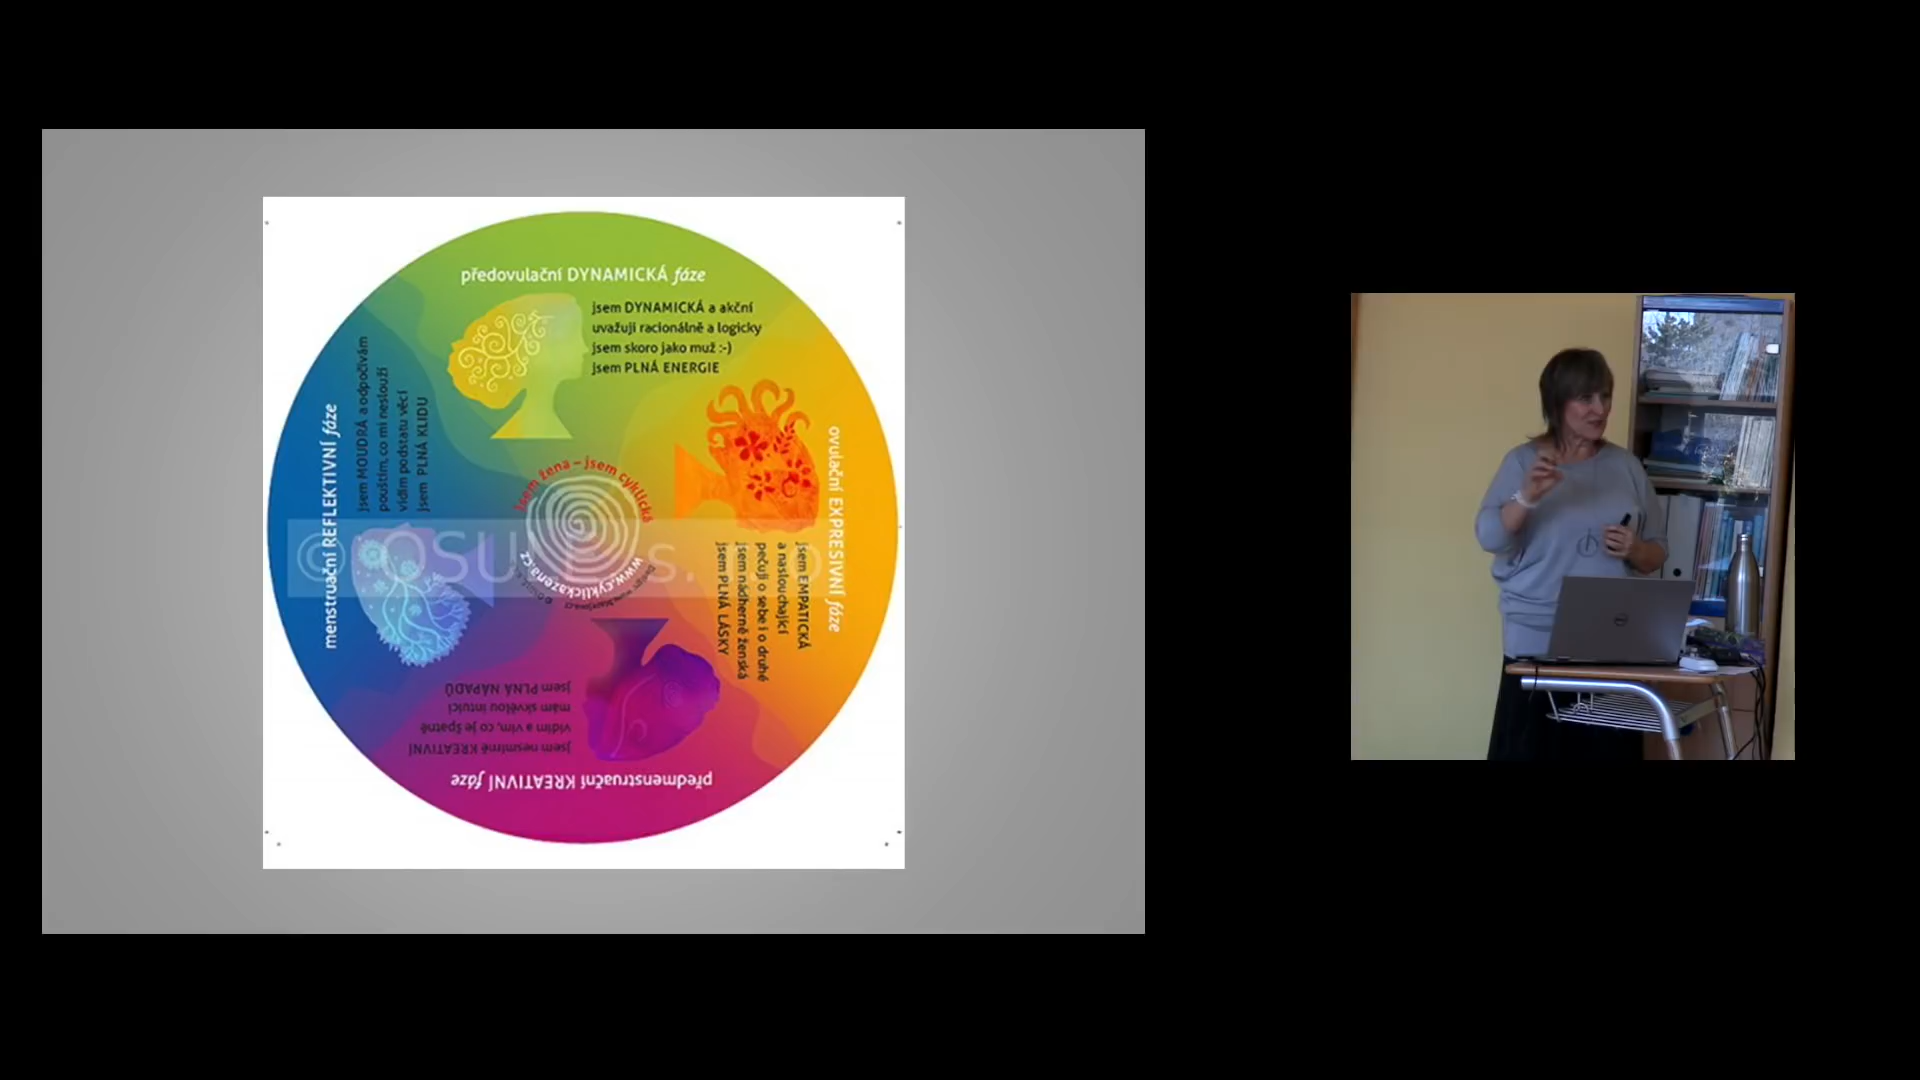 předovulační DYNAMICKÁ fáze
jsem DYNAMICKÁ a akční
uvažuji racionálně a logicky
jsem skoro jako muž :-)
jsem PLNÁ ENERGIE
ovulační EXPRESIVNÍ fáze
jsem EMPATICKÁ
a naslouchající
pečuji o sebe i o druhé
jsem nádherně ženská
jsem PLNÁ LÁSKY
předmenstruační KREATIVNÍ fáze
jsem nesmírně KREATIVNÍ
vidím a vím, co je špatně
mám skvělou intuici
jsem PLNÁ NÁPADŮ
menstruační REFLEKTIVNÍ fáze
jsem MOUDRÁ a odpočívám
pouštím, co mi neslouží
vidím podstatu věcí
jsem PLNÁ KLIDU
jsem žena – jsem cyklická
www.cyklickazena.cz